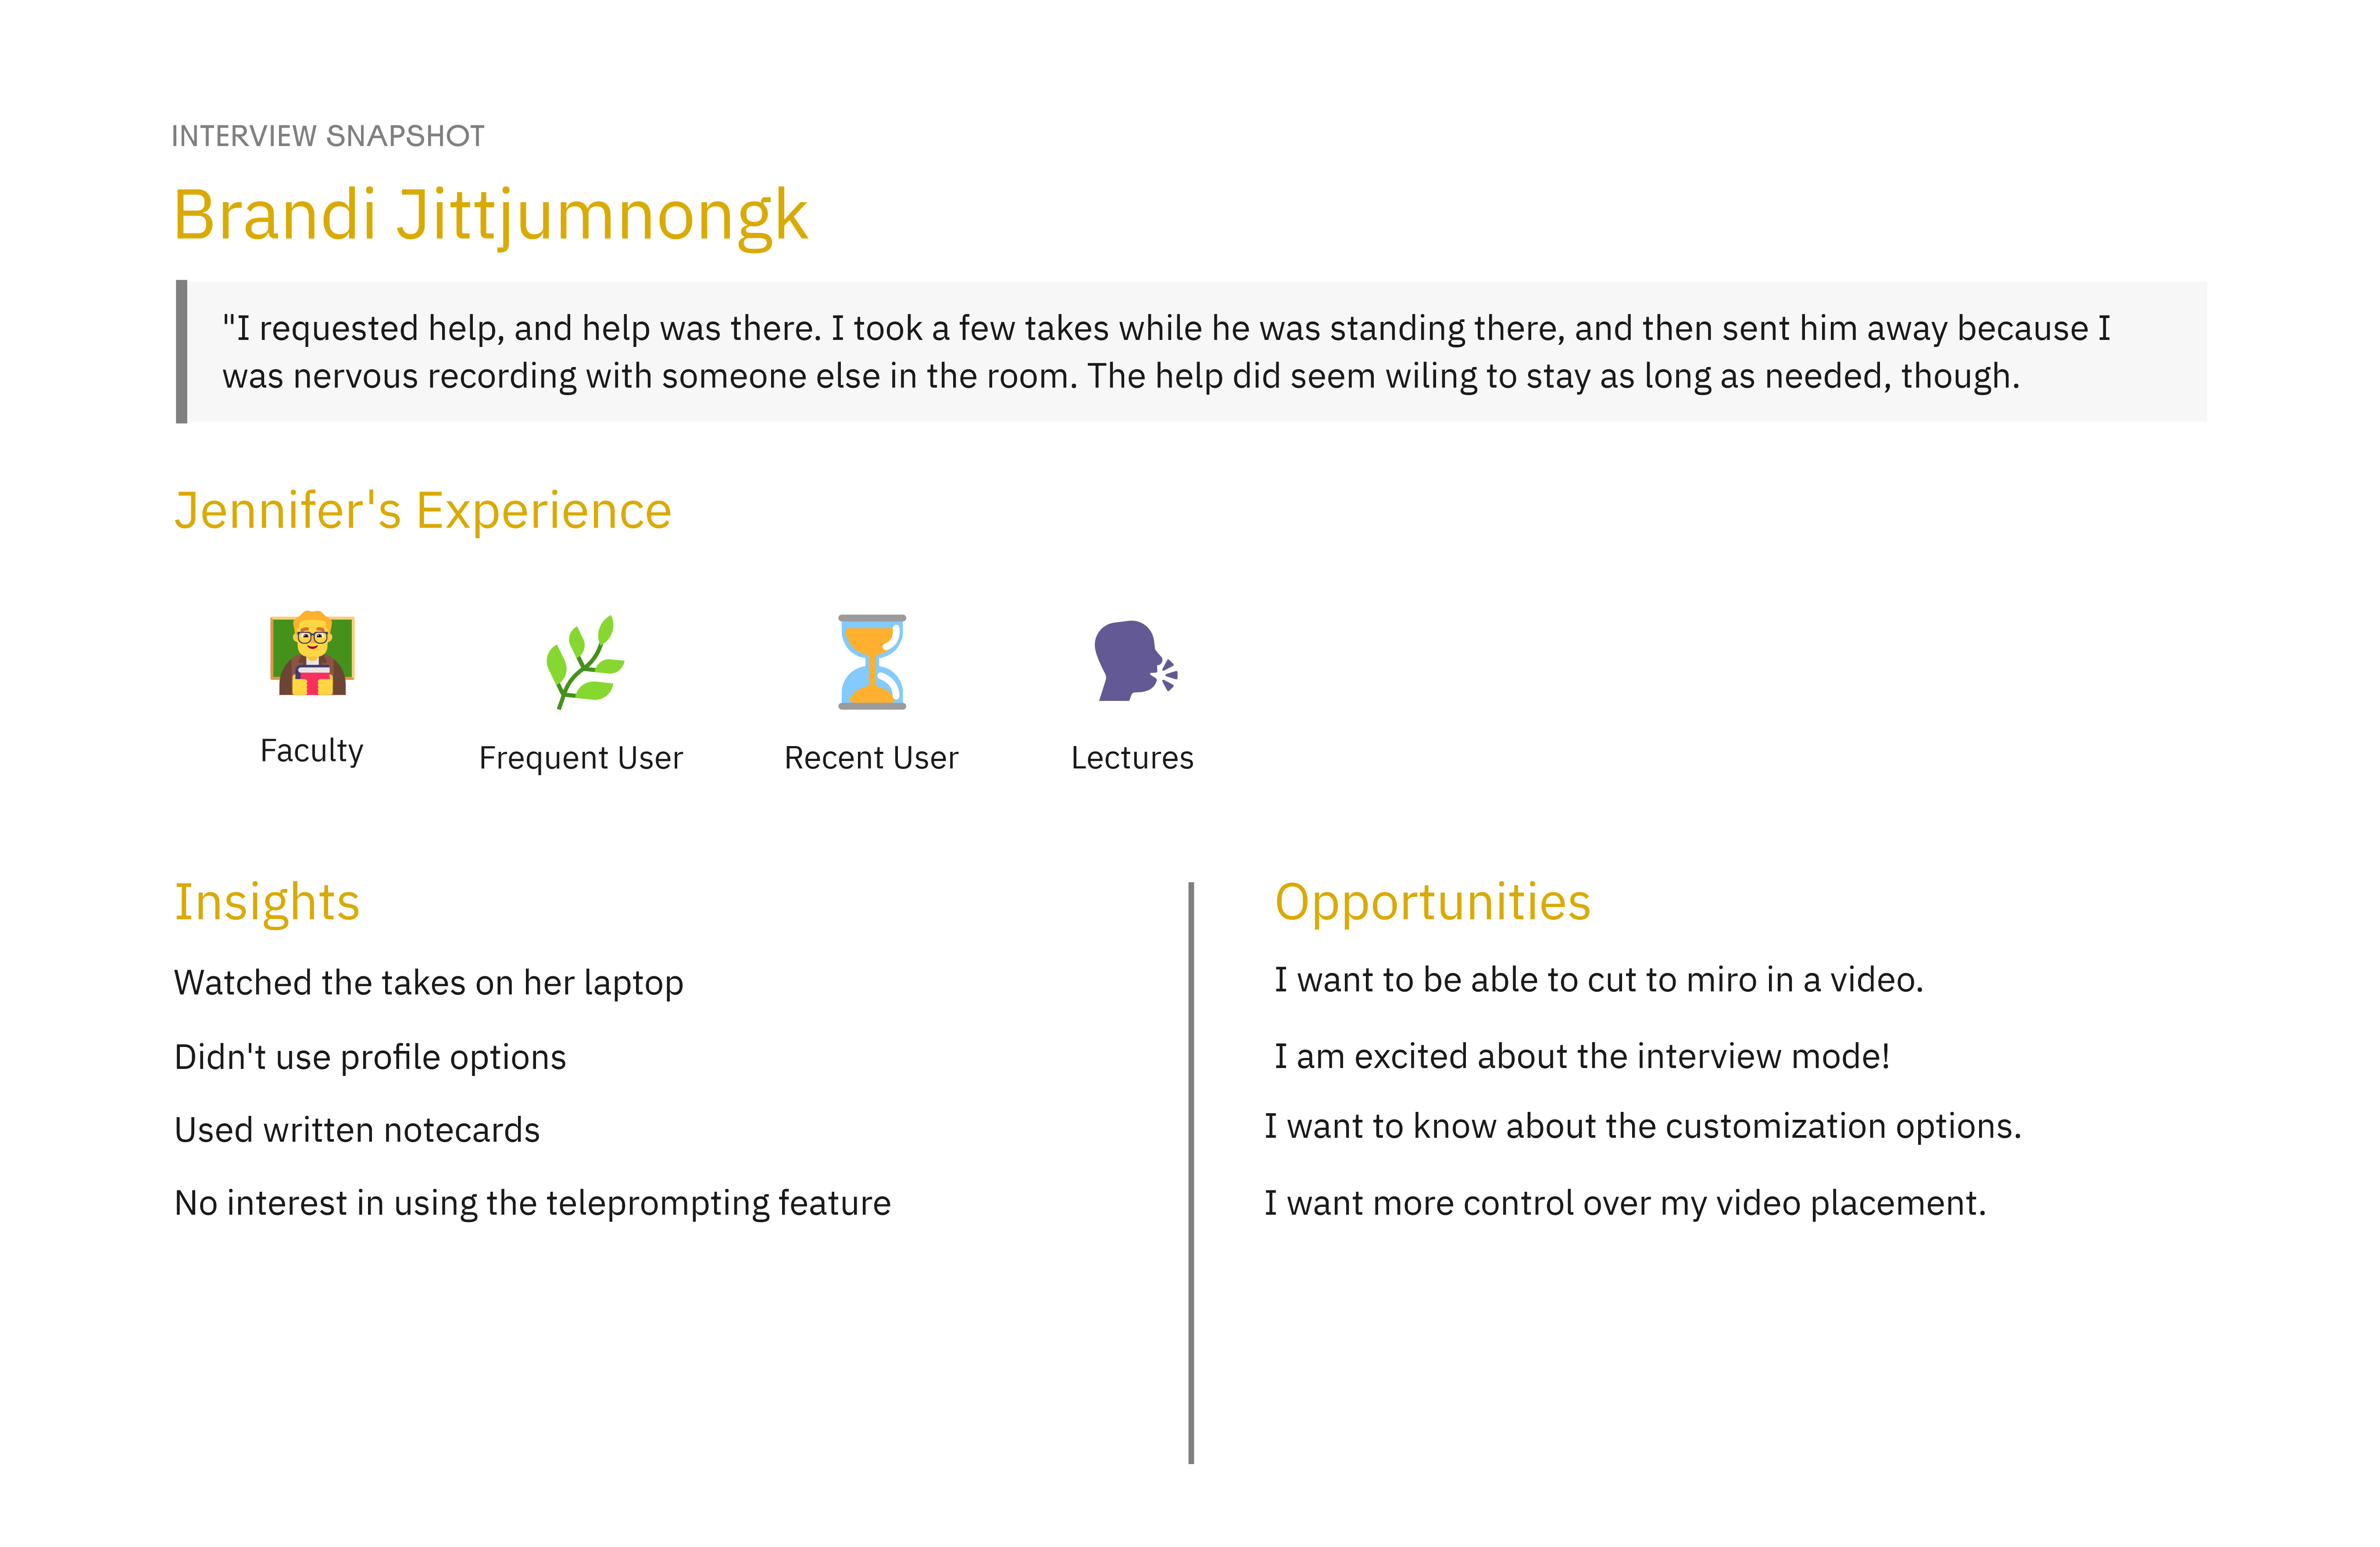 INTERVIEW SNAPSHOT
Brandi Jittjumnongk
"I requested help, and help was there. I took a few takes while he was standing there, and then sent him away because I
was nervous recording with someone else in the room. The help did seem wiling to stay as long as needed, though.
Jennifer's Experience
Faculty
Frequent User
Recent User
Lectures
Insights
Watched the takes on her laptop
Didn't use profile options
Used written notecards
No interest in using the teleprompting feature
Opportunities
I want to be able to cut to miro in a video.
I am excited about the interview mode!
I want to know about the customization options.
I want more control over my video placement.